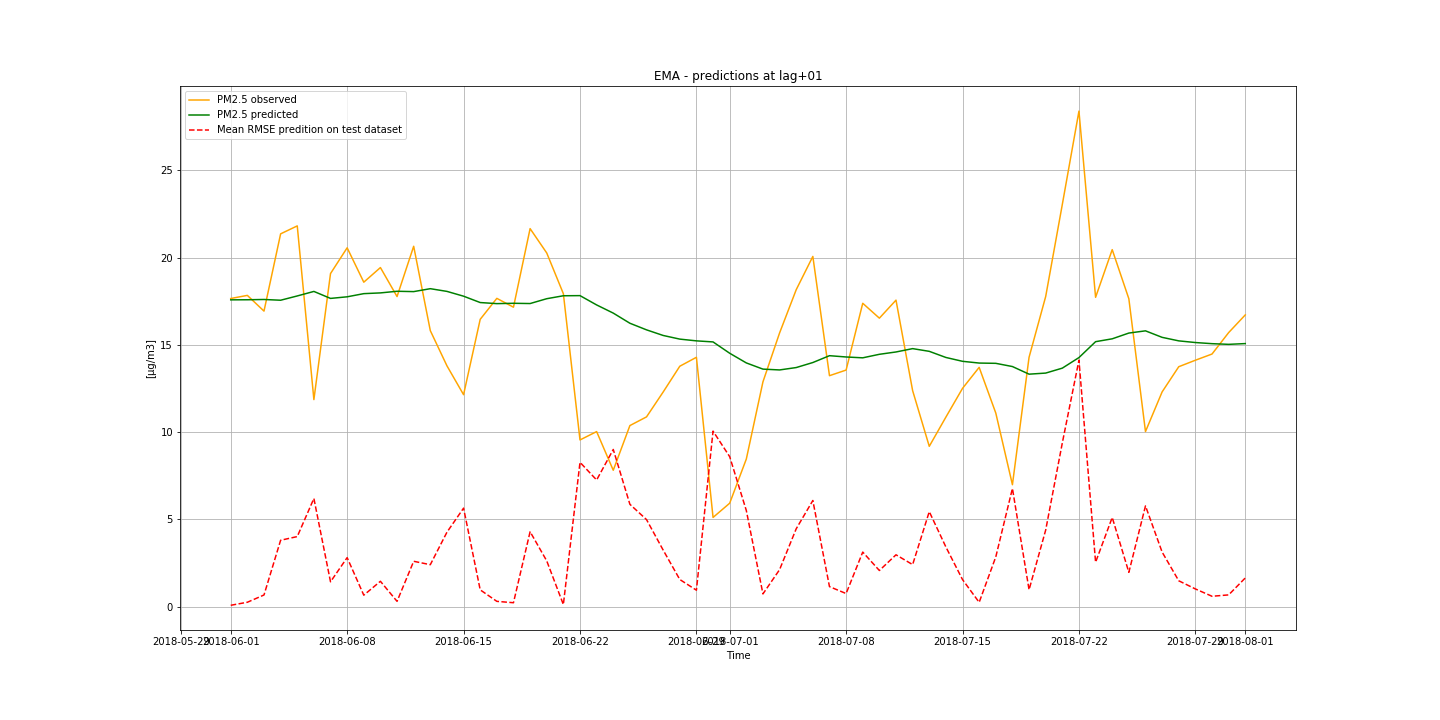 EMA - predictions at lag+01
PM2.5 observed
PM2.5 predicted
Mean RMSE predition on test dataset
25
20
15
10
5
0
[µg/m3]
2018-05-29 2018-06-01 2018-06-08 2018-06-15 2018-06-22 2018-06-29 2018-07-01 2018-07-08 2018-07-15 2018-07-22 2018-07-29 2018-08-01
Time